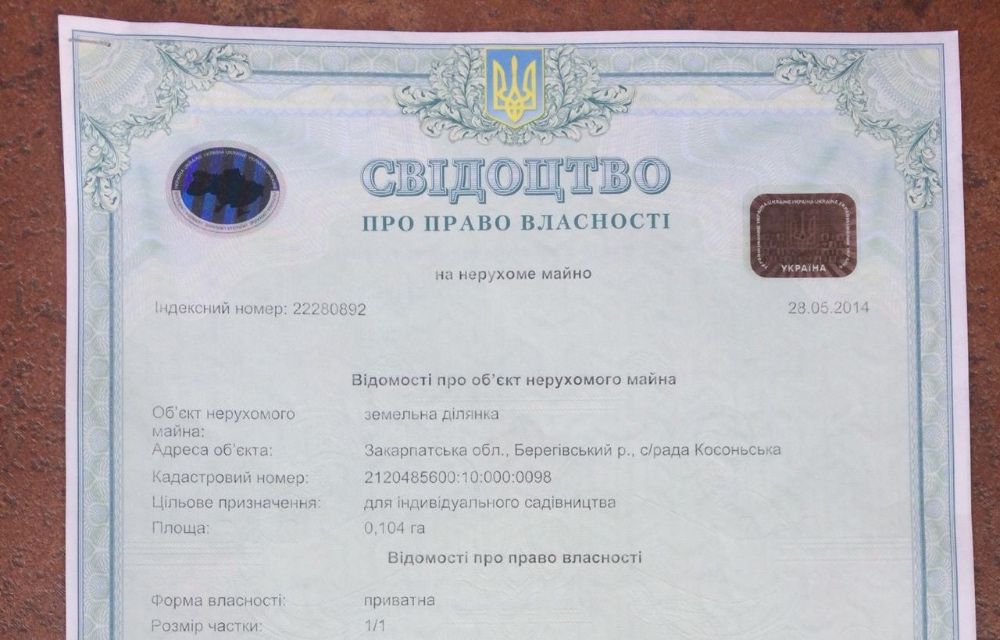 СВІДОЦТВО
ПРО ПРАВО ВЛАСНОСТІ
УКРАЇНА
на нерухоме майно
Індексний номер: 22280892 28.05.2014
Відомості про об'єкт нерухомого майна
Об'єкт нерухомого майна: земельна ділянка
Адреса об'єкта: Закарпатська обл., Берегівський р., с/рада Косоньська
Кадастровий номер: 2120485600:10:000:0098
Цільове призначення: для індивідуального садівництва
Площа: 0,104 га
Відомості про право власності
Форма власності: приватна
Розмір частки: 1/1